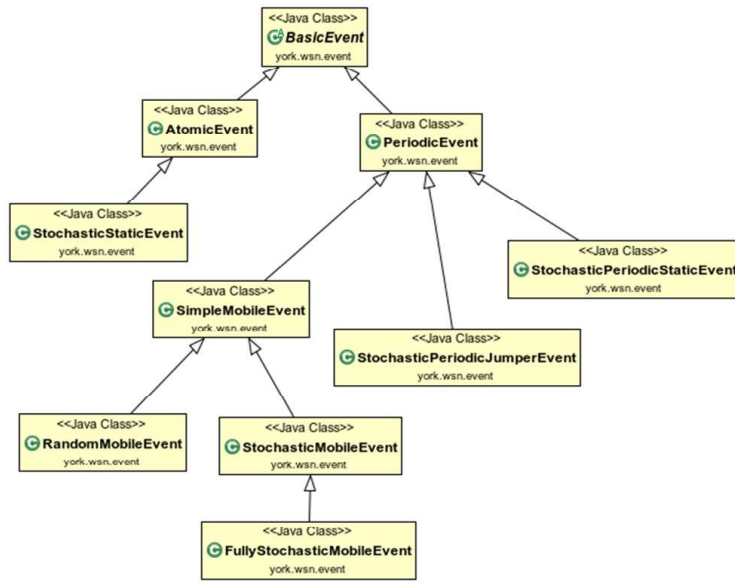 <<Java Class>>
BasicEvent
york.wsn.event
<<Java Class>>
AtomicEvent
york.wsn.event
<<Java Class>>
PeriodicEvent
york.wsn.event
<<Java Class>>
StochasticStaticEvent
york.wsn.event
<<Java Class>>
StochasticPeriodicStaticEvent
york.wsn.event
<<Java Class>>
SimpleMobileEvent
york.wsn.event
<<Java Class>>
StochasticPeriodicJumperEvent
york.wsn.event
<<Java Class>>
RandomMobileEvent
york.wsn.event
<<Java Class>>
StochasticMobileEvent
york.wsn.event
<<Java Class>>
FullyStochasticMobileEvent
york.wsn.event